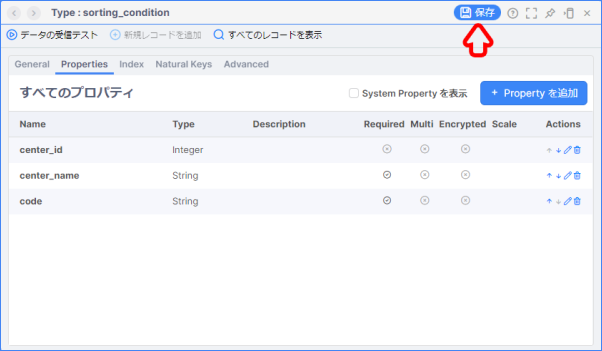 Type : sorting_condition 保存
データの受信テスト 新規レコードを追加 すべてのレコードを表示
General Properties Index Natural Keys Advanced
すべてのプロパティ System Property を表示 + Property を追加
Name Type Description Required Multi Encrypted Scale Actions
center_id Integer
center_name String
code String